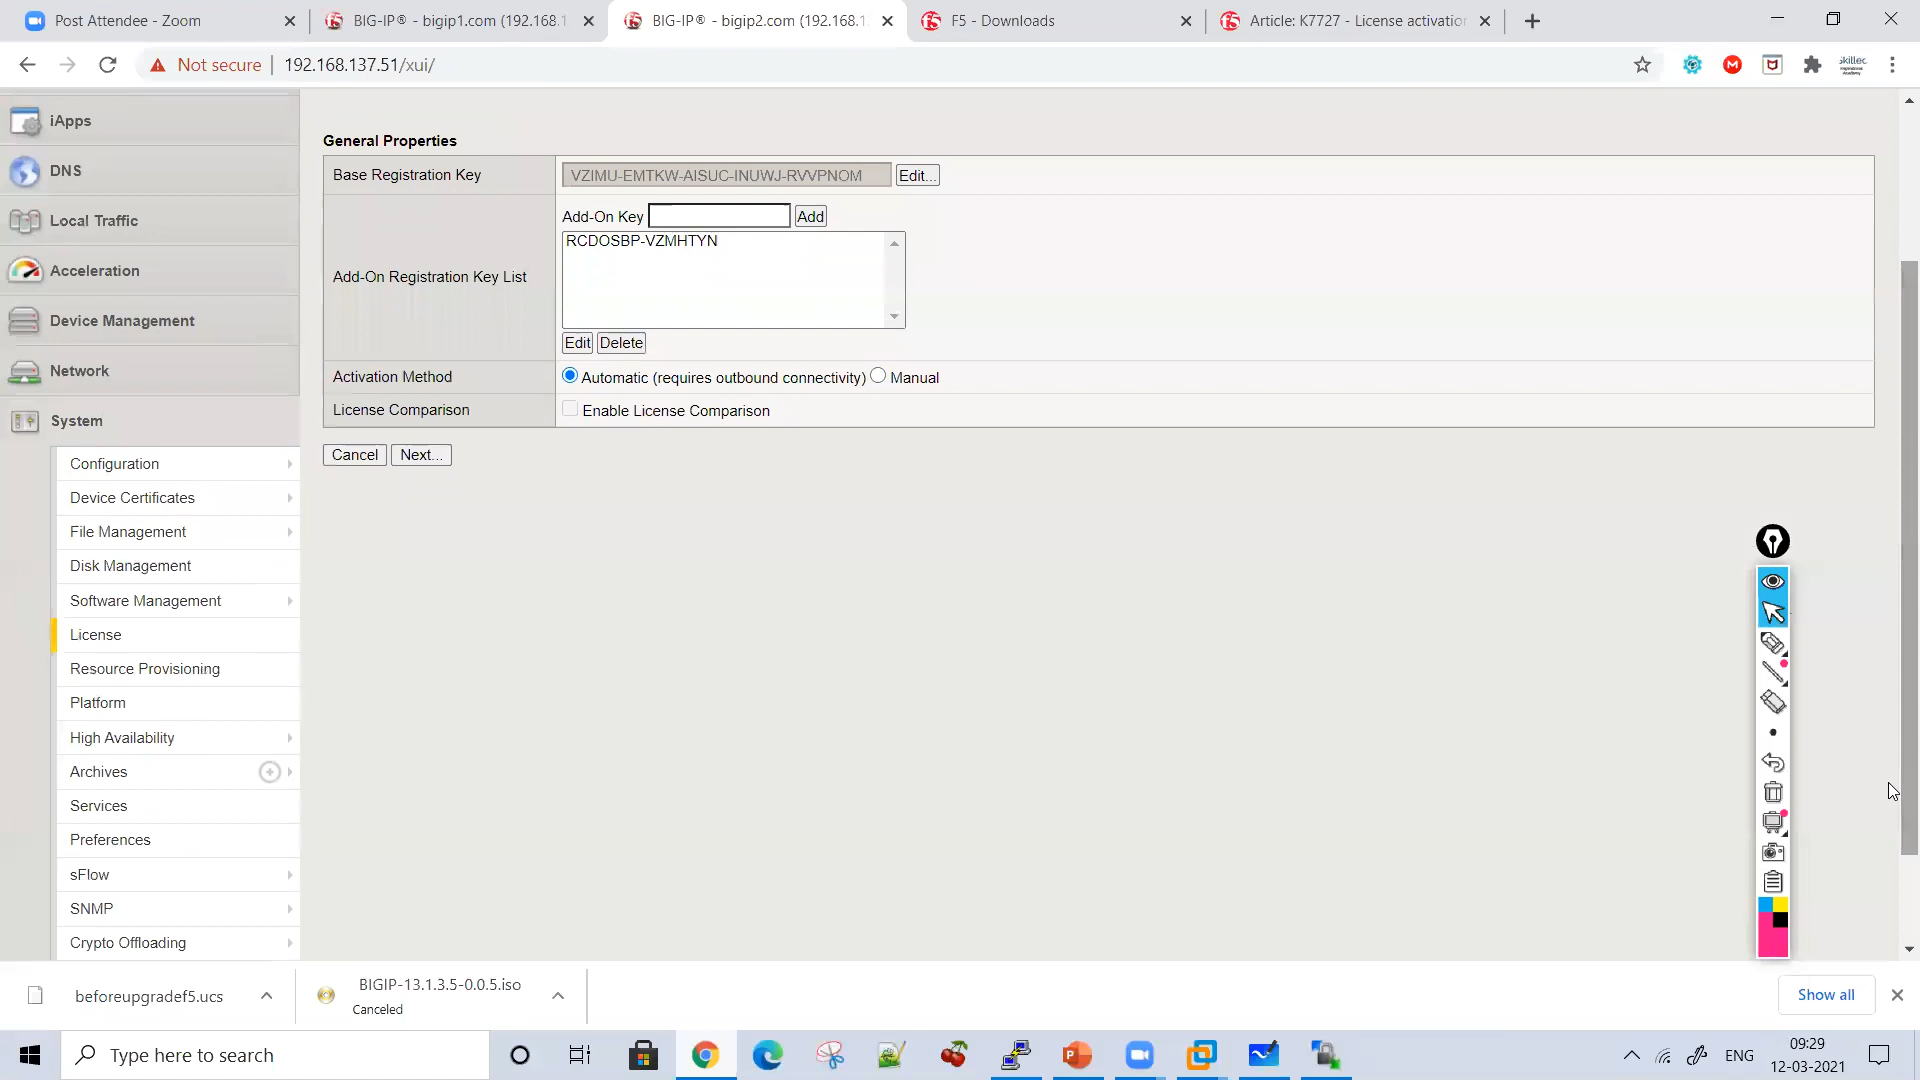 Post Attendee - Zoom
BIG-IP® - bigip1.com (192.168.1
BIG-IP® - bigip2.com (192.168.1
F5 - Downloads
Article: K7727 - License activation
Not secure
192.168.137.51/xui/
iApps
DNS
Local Traffic
Acceleration
Device Management
Network
System
Configuration
Device Certificates
File Management
Disk Management
Software Management
License
Resource Provisioning
Platform
High Availability
Archives
Services
Preferences
sFlow
SNMP
Crypto Offloading
General Properties
Base Registration Key
VZIMU-EMTKW-AISUC-INUWJ-RVVPNOM
Edit...
Add-On Registration Key List
Add-On Key
Add
RCDOSBP-VZMHTYN
Edit
Delete
Activation Method
Automatic (requires outbound connectivity)
Manual
License Comparison
Enable License Comparison
Cancel
Next...
beforeupgradef5.ucs
BIGIP-13.1.3.5-0.0.5.iso
Canceled
Show all
Type here to search
ENG
09:29
12-03-2021